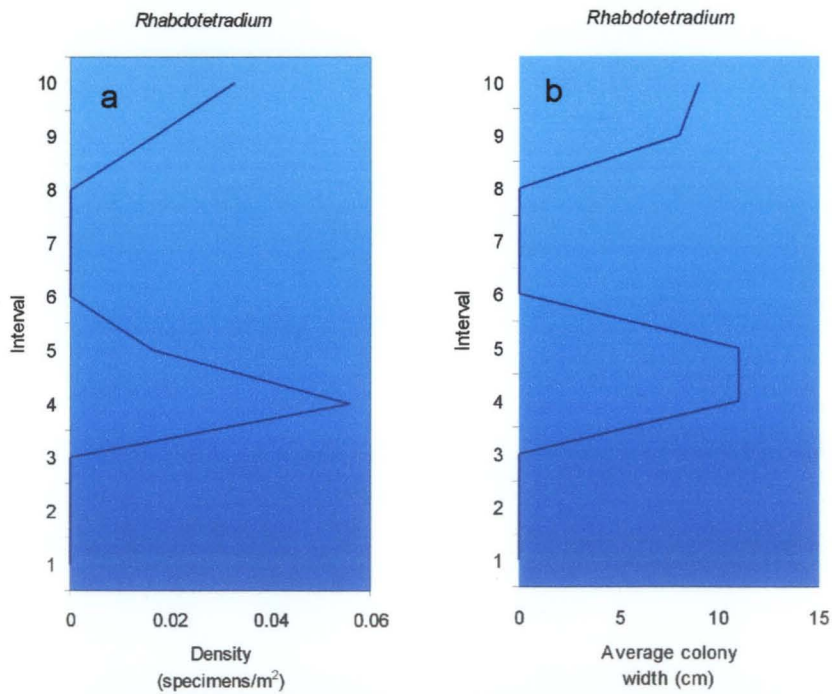 Rhabdotetradium
a
10
9
8
7
6
5
4
3
2
1
Interval
0 0.02 0.04 0.06
Density
(specimens/m²)
Rhabdotetradium
b
10
9
8
7
6
5
4
3
2
1
Interval
0 5 10 15
Average colony
width (cm)